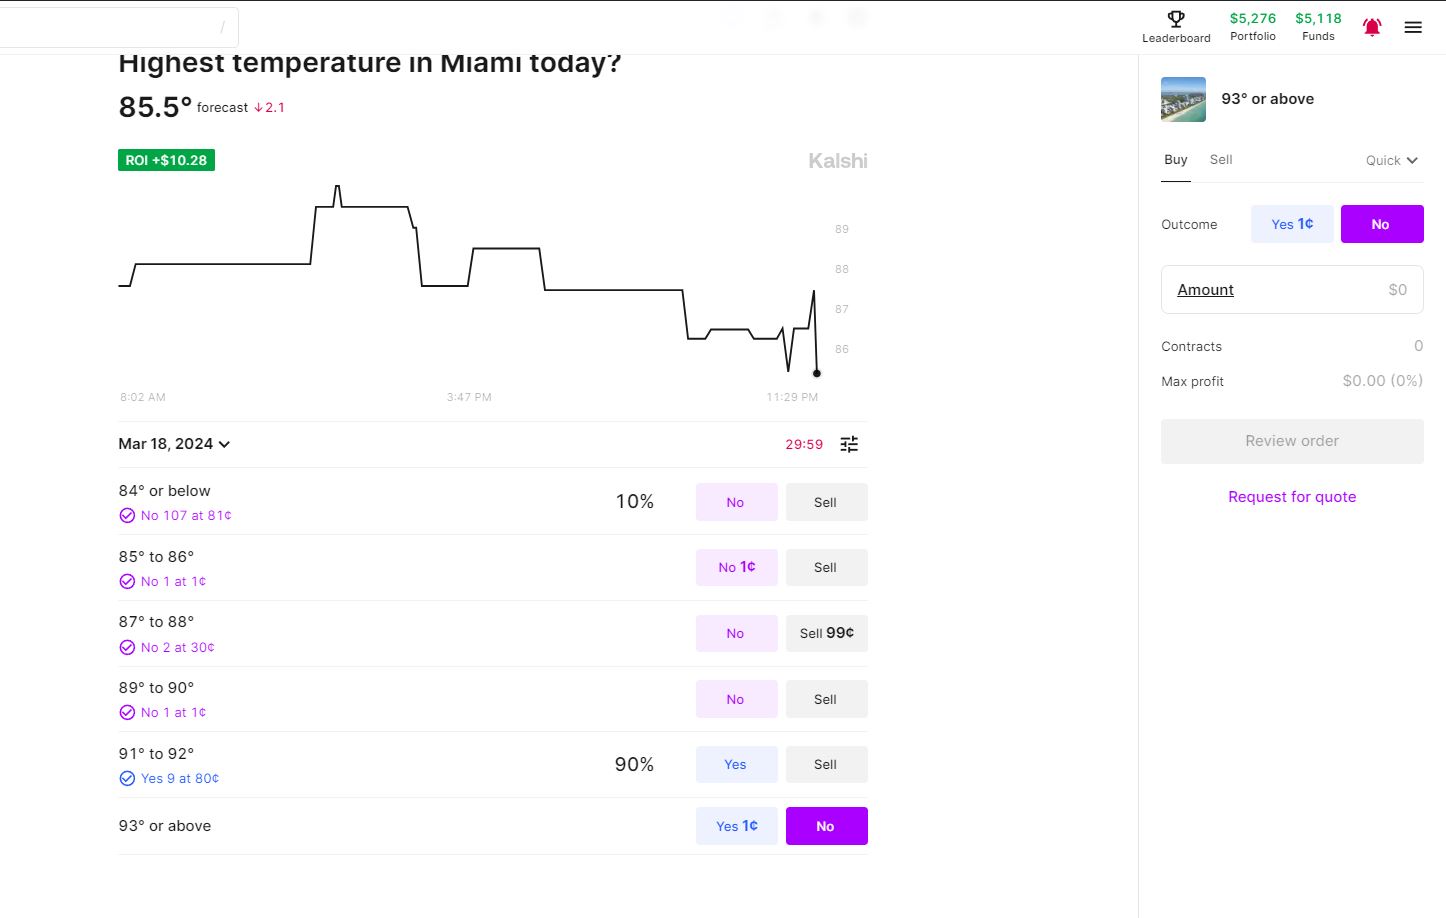 /
Leaderboard
$5,276
Portfolio
$5,118
Funds
Highest temperature in Miami today?
85.5° forecast ↓2.1
ROI +$10.28
Kalshi
89
88
87
86
8:02 AM 3:47 PM 11:29 PM
Mar 18, 2024 29:59
84° or below
No 107 at 81¢
10% No Sell
85° to 86°
No 1 at 1¢
No 1¢ Sell
87° to 88°
No 2 at 30¢
No Sell 99¢
89° to 90°
No 1 at 1¢
No Sell
91° to 92°
Yes 9 at 80¢
90% Yes Sell
93° or above Yes 1¢ No
93° or above
Buy Sell Quick
Outcome Yes 1¢ No
Amount $0
Contracts 0
Max profit $0.00 (0%)
Review order
Request for quote